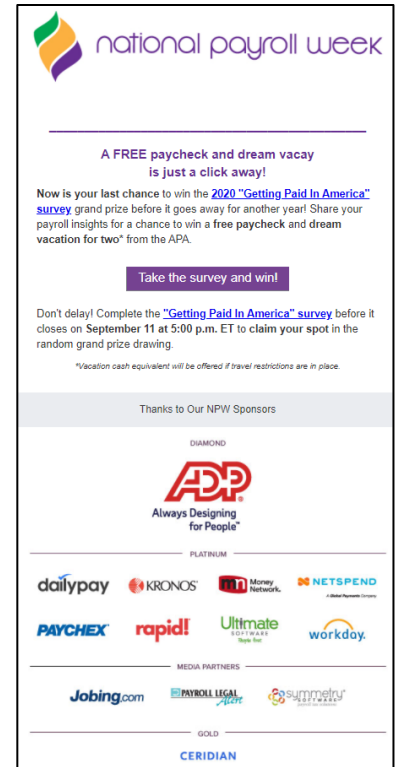 national payroll week
A FREE paycheck and dream vacay
is just a click away!
Now is your last chance to win the 2020 "Getting Paid In America"
survey grand prize before it goes away for another year! Share your
payroll insights for a chance to win a free paycheck and dream
vacation for two* from the APA.
Take the survey and win!
Don't delay! Complete the "Getting Paid In America" survey before it
closes on September 11 at 5:00 p.m. ET to claim your spot in the
random grand prize drawing.
*Vacation cash equivalent will be offered if travel restrictions are in place.
Thanks to Our NPW Sponsors
DIAMOND
ADP
Always Designing
for People™
PLATINUM
dailypay KRONOS® mn Money Network. NETSPEND
A Global Payments Company
PAYCHEX® rapid! Ultimate SOFTWARE People First workday.
MEDIA PARTNERS
Jobing.com PAYROLL LEGAL Alert symmetry® SOFTWARE
GOLD
CERIDIAN